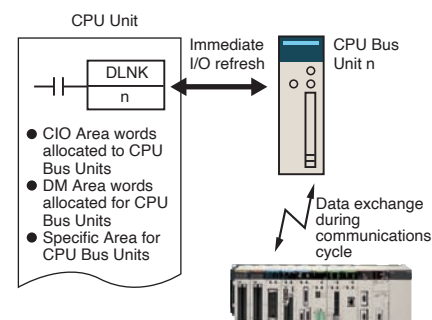 CPU Unit
DLNK
n
● CIO Area words
allocated to CPU
Bus Units
● DM Area words
allocated for CPU
Bus Units
● Specific Area for
CPU Bus Units
Immediate
I/O refresh
CPU Bus
Unit n
Data exchange
during
communications
cycle